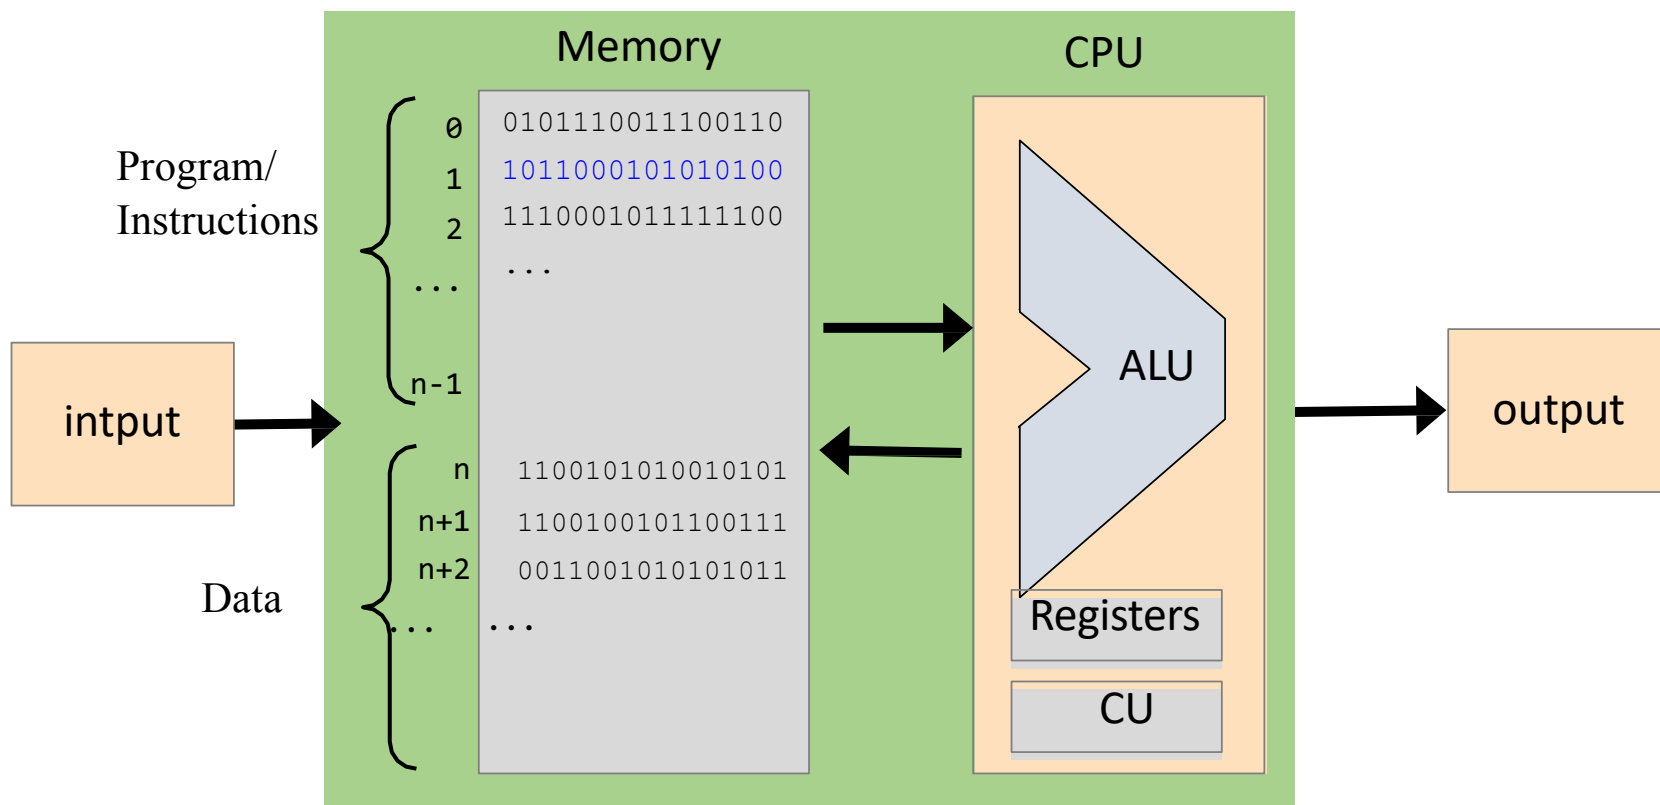 Memory
CPU
Program/
Instructions
0 0101110011100110
1 1011000101010100
2 1110001011111100
... ...
n-1
intput
ALU
output
Data
n 1100101010010101
n+1 1100100101100111
n+2 0011001010101011
... ...
Registers
CU